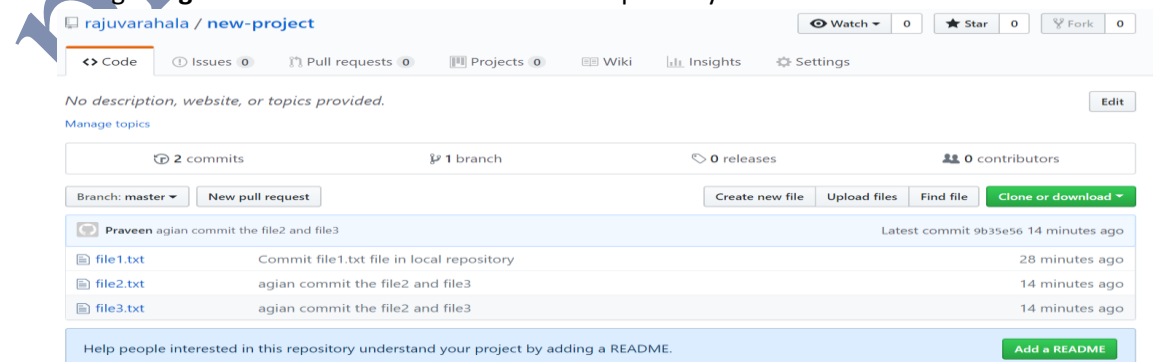 rajuvarahala / new-project
Watch 0 Star 0 Fork 0
Code Issues 0 Pull requests 0 Projects 0 Wiki Insights Settings
No description, website, or topics provided. Edit
Manage topics
2 commits 1 branch 0 releases 0 contributors
Branch: master New pull request Create new file Upload files Find file Clone or download
Praveen agian commit the file2 and file3 Latest commit 9b35e56 14 minutes ago
file1.txt Commit file1.txt file in local repository 28 minutes ago
file2.txt agian commit the file2 and file3 14 minutes ago
file3.txt agian commit the file2 and file3 14 minutes ago
Help people interested in this repository understand your project by adding a README. Add a README